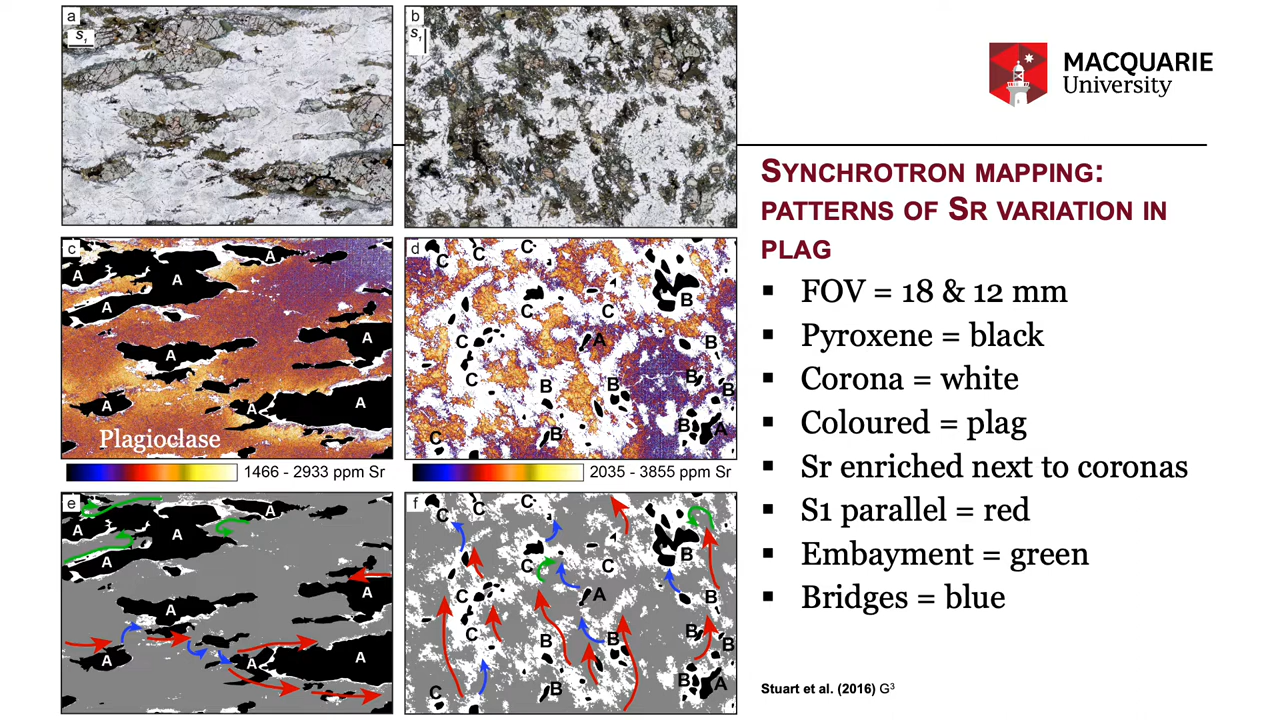 a
S1
b
S1
MACQUARIE
University
SYNCHROTRON MAPPING:
PATTERNS OF SR VARIATION IN
PLAG
▪ FOV = 18 & 12 mm
▪ Pyroxene = black
▪ Corona = white
▪ Coloured = plag
▪ Sr enriched next to coronas
▪ S1 parallel = red
▪ Embayment = green
▪ Bridges = blue
Stuart et al. (2016) G³
c
A
A
A
A
A
A
A
A
A
Plagioclase
1466 - 2933 ppm Sr
d
C
C
C
B
C
C
C
A
B
C
B
B
B
B
B
B
A
C
2035 - 3855 ppm Sr
e
A
A
A
A
A
A
A
A
f
C
C
C
B
C
C
C
A
B
C
B
B
B
B
B
B
A
C